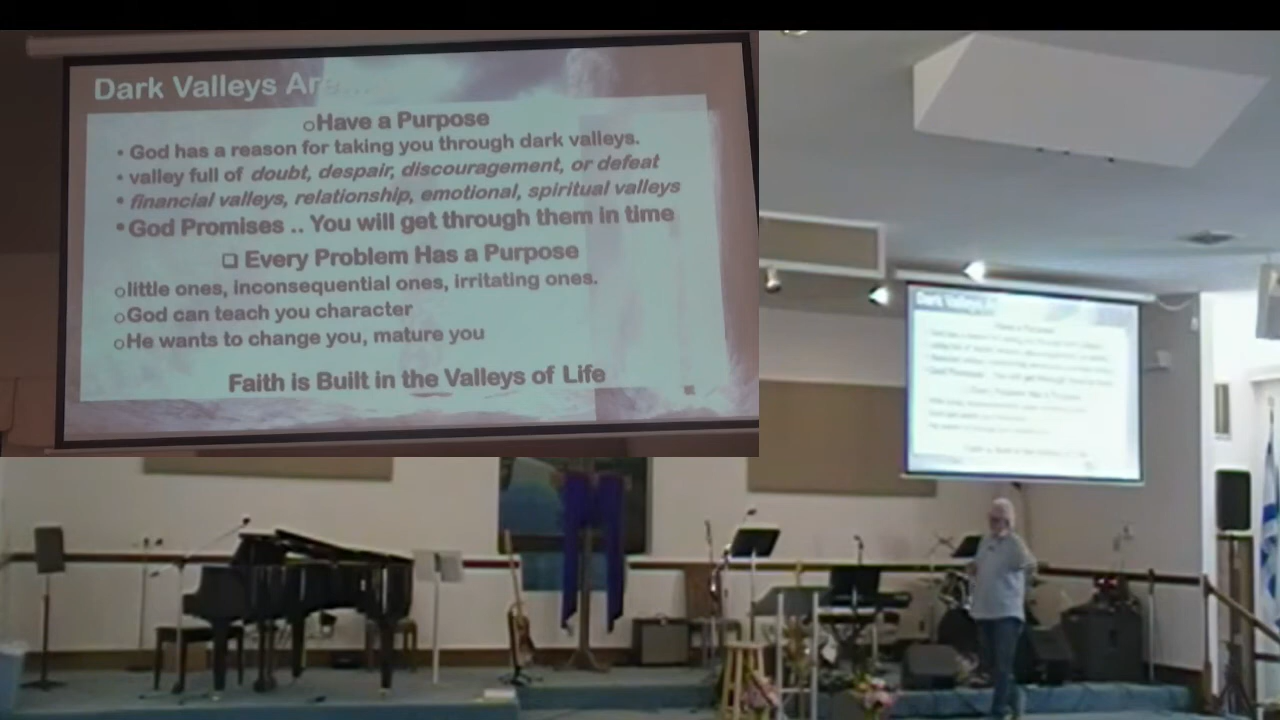 Dark Valleys Are...
○Have a Purpose
• God has a reason for taking you through dark valleys.
• valley full of doubt, despair, discouragement, or defeat
• financial valleys, relationship, emotional, spiritual valleys
• God Promises .. You will get through them in time
❑ Every Problem Has a Purpose
○little ones, inconsequential ones, irritating ones.
○God can teach you character
○He wants to change you, mature you
Faith is Built in the Valleys of Life
Dark Valleys